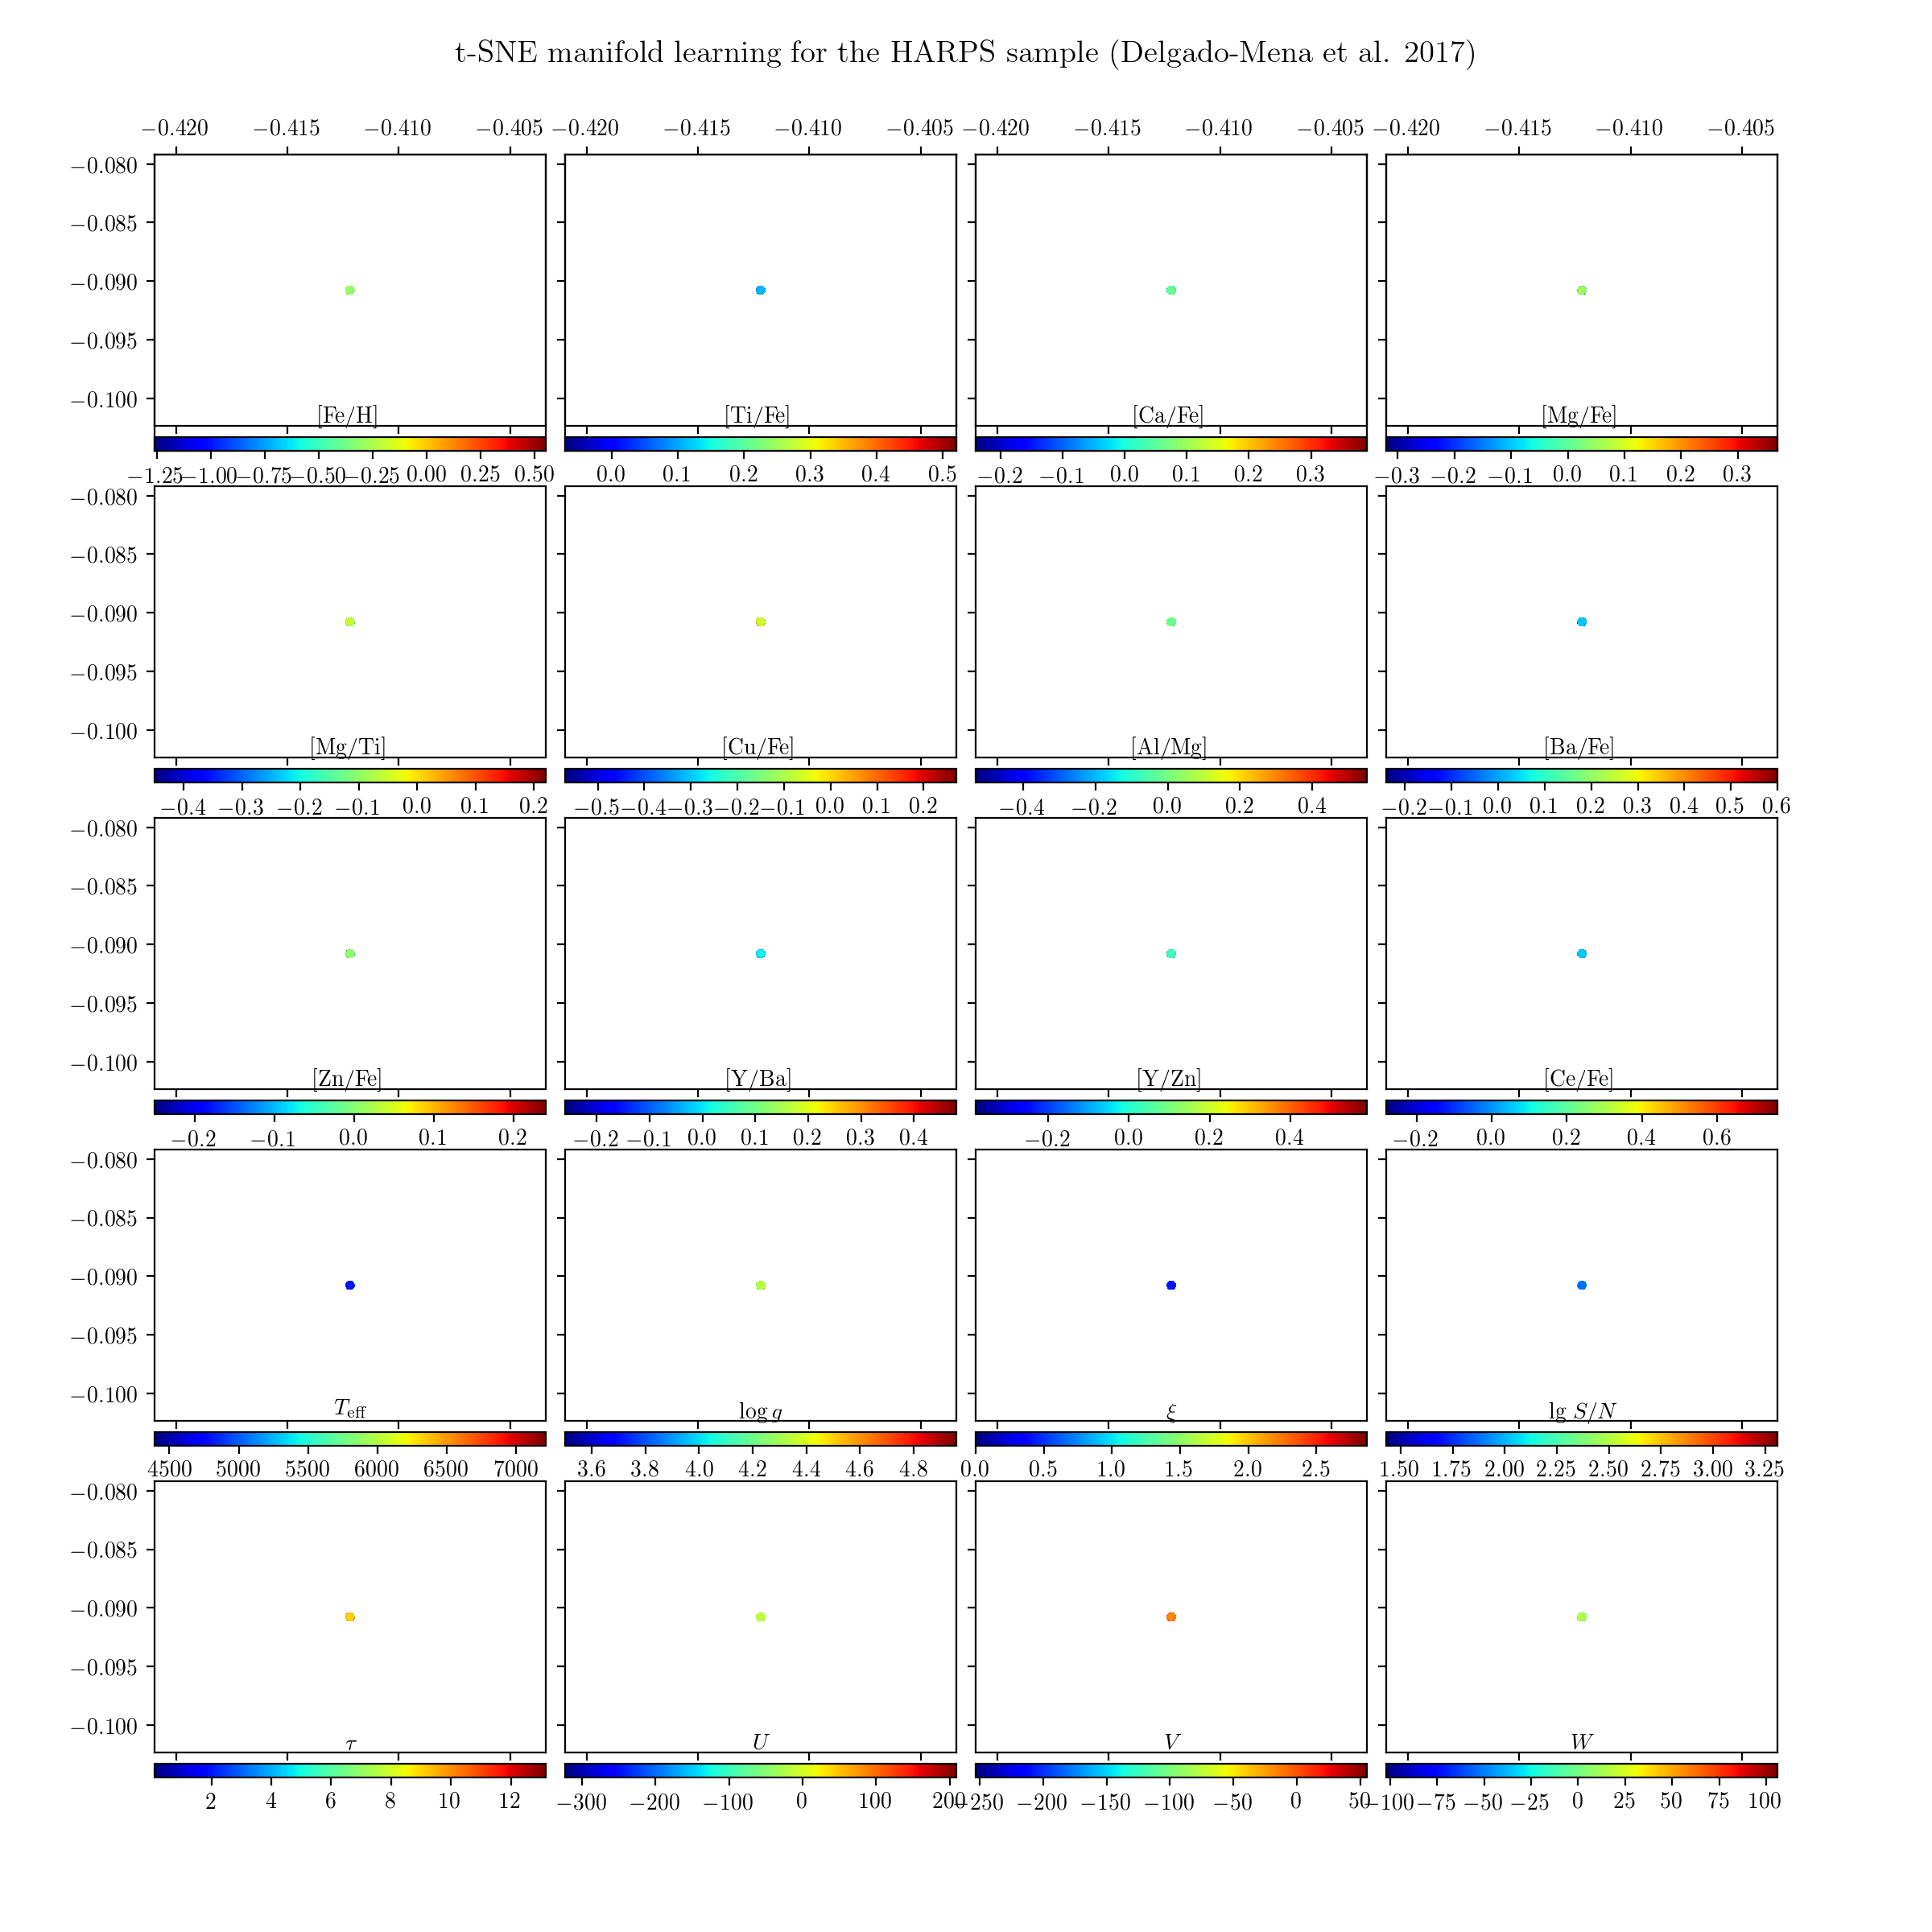 t-SNE manifold learning for the HARPS sample (Delgado-Mena et al. 2017)
−0.420 −0.415 −0.410 −0.405 −0.420 −0.415 −0.410 −0.405 −0.420 −0.415 −0.410 −0.405 −0.420 −0.415 −0.410 −0.405
−0.080
−0.085
−0.090
−0.095
−0.100
[Fe/H] [Ti/Fe] [Ca/Fe] [Mg/Fe]
−1.25 −1.00 −0.75 −0.50 −0.25 0.00 0.25 0.50 0.0 0.1 0.2 0.3 0.4 0.5 −0.2 −0.1 0.0 0.1 0.2 0.3 −0.3 −0.2 −0.1 0.0 0.1 0.2 0.3
−0.080
−0.085
−0.090
−0.095
−0.100
[Mg/Ti] [Cu/Fe] [Al/Mg] [Ba/Fe]
−0.4 −0.3 −0.2 −0.1 0.0 0.1 0.2 −0.5 −0.4 −0.3 −0.2 −0.1 0.0 0.1 0.2 −0.4 −0.2 0.0 0.2 0.4 −0.2 −0.1 0.0 0.1 0.2 0.3 0.4 0.5 0.6
−0.080
−0.085
−0.090
−0.095
−0.100
[Zn/Fe] [Y/Ba] [Y/Zn] [Ce/Fe]
−0.2 −0.1 0.0 0.1 0.2 −0.2 −0.1 0.0 0.1 0.2 0.3 0.4 −0.2 0.0 0.2 0.4 −0.2 0.0 0.2 0.4 0.6
−0.080
−0.085
−0.090
−0.095
−0.100
T_eff log g ξ lg S/N
4500 5000 5500 6000 6500 7000 3.6 3.8 4.0 4.2 4.4 4.6 4.8 0.0 0.5 1.0 1.5 2.0 2.5 1.50 1.75 2.00 2.25 2.50 2.75 3.00 3.25
−0.080
−0.085
−0.090
−0.095
−0.100
τ U V W
2 4 6 8 10 12 −300 −200 −100 0 100 200 −250 −200 −150 −100 −50 0 50 −100 −75 −50 −25 0 25 50 75 100